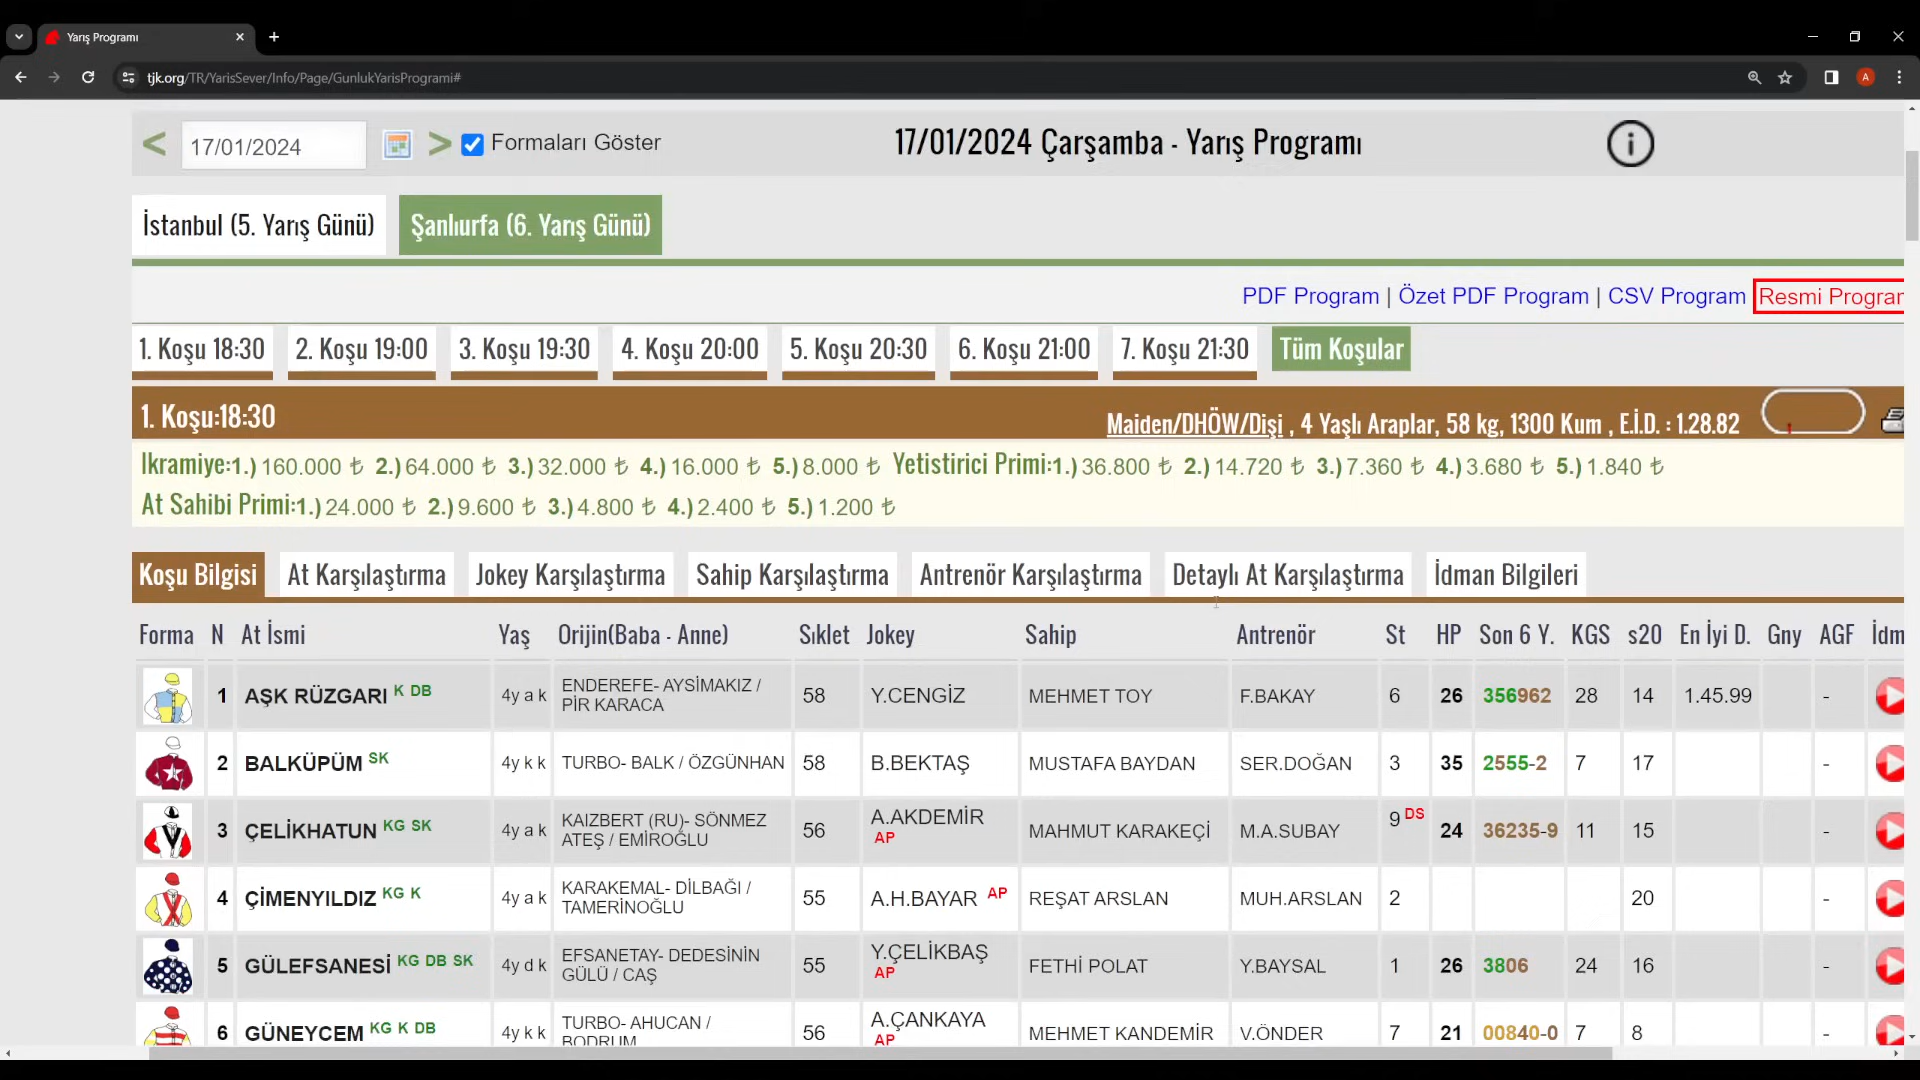 Yarış Programı
tjk.org/TR/YarisSever/Info/Page/GunlukYarisProgrami#
A
17/01/2024
Formaları Göster
17/01/2024 Çarşamba - Yarış Programı
İstanbul (5. Yarış Günü)
Şanlıurfa (6. Yarış Günü)
PDF Program | Özet PDF Program | CSV Program
Resmi Program
1. Koşu 18:30
2. Koşu 19:00
3. Koşu 19:30
4. Koşu 20:00
5. Koşu 20:30
6. Koşu 21:00
7. Koşu 21:30
Tüm Koşular
1. Koşu:18:30
Maiden/DHÖW/Dişi , 4 Yaşlı Araplar, 58 kg, 1300 Kum , E.İ.D. : 1.28.82
Ikramiye:1.) 160.000 ₺ 2.) 64.000 ₺ 3.) 32.000 ₺ 4.) 16.000 ₺ 5.) 8.000 ₺ Yetistirici Primi:1.) 36.800 ₺ 2.) 14.720 ₺ 3.) 7.360 ₺ 4.) 3.680 ₺ 5.) 1.840 ₺
At Sahibi Primi:1.) 24.000 ₺ 2.) 9.600 ₺ 3.) 4.800 ₺ 4.) 2.400 ₺ 5.) 1.200 ₺
Koşu Bilgisi
At Karşılaştırma
Jokey Karşılaştırma
Sahip Karşılaştırma
Antrenör Karşılaştırma
Detaylı At Karşılaştırma
İdman Bilgileri
Forma N At İsmi Yaş Orijin(Baba - Anne) Sıklet Jokey Sahip Antrenör St HP Son 6 Y. KGS s20 En İyi D. Gny AGF İdm
1 AŞK RÜZGARI K DB 4y a k ENDEREFE- AYSİMAKIZ / PİR KARACA 58 Y.CENGİZ MEHMET TOY F.BAKAY 6 26 356962 28 14 1.45.99 -
2 BALKÜPÜM SK 4y k k TURBO- BALK / ÖZGÜNHAN 58 B.BEKTAŞ MUSTAFA BAYDAN SER.DOĞAN 3 35 2555-2 7 17 -
3 ÇELİKHATUN KG SK 4y a k KAIZBERT (RU)- SÖNMEZ ATEŞ / EMİROĞLU 56 A.AKDEMİR AP MAHMUT KARAKEÇİ M.A.SUBAY 9 DS 24 36235-9 11 15 -
4 ÇİMENYILDIZ KG K 4y a k KARAKEMAL- DİLBAĞI / TAMERİNOĞLU 55 A.H.BAYAR AP REŞAT ARSLAN MUH.ARSLAN 2 20 -
5 GÜLEFSANESİ KG DB SK 4y d k EFSANETAY- DEDESİNİN GÜLÜ / CAŞ 55 Y.ÇELİKBAŞ AP FETHİ POLAT Y.BAYSAL 1 26 3806 24 16 -
6 GÜNEYCEM KG K DB 4y k k TURBO- AHUCAN / BODRUM 56 A.ÇANKAYA AP MEHMET KANDEMİR V.ÖNDER 7 21 00840-0 7 8 -